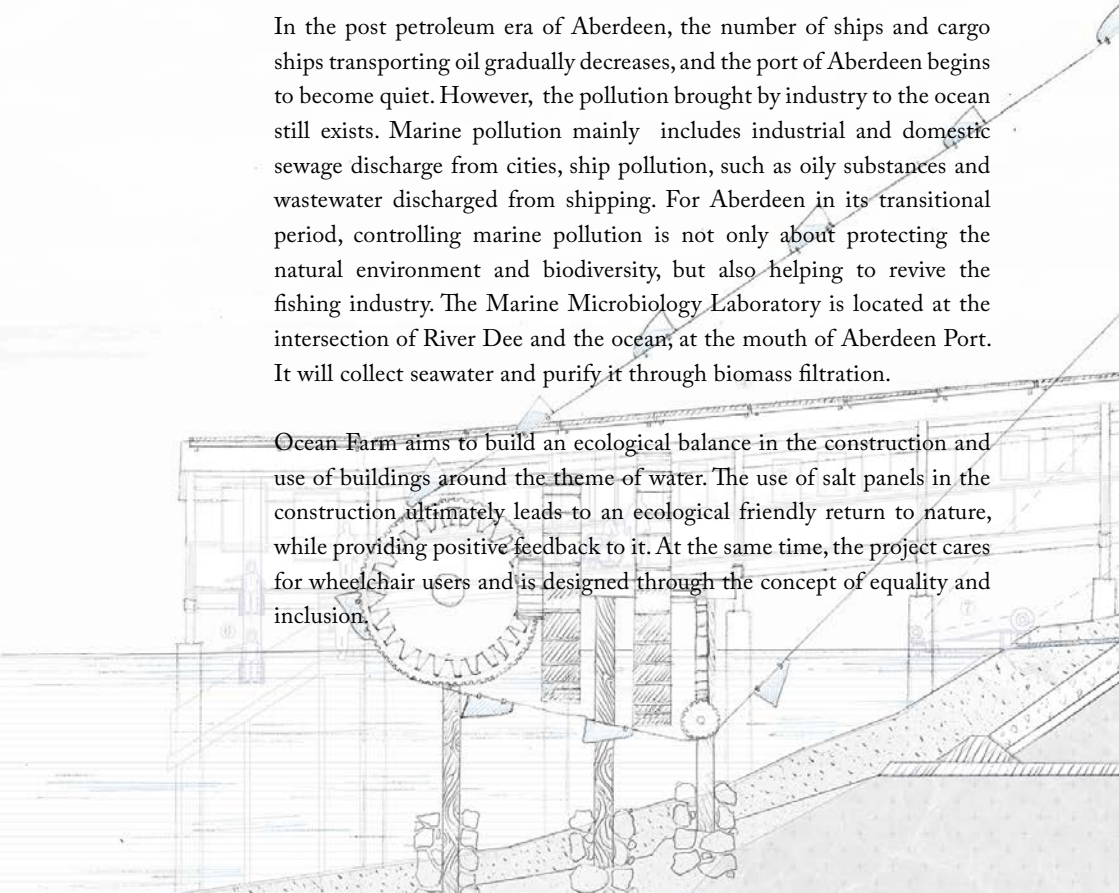 In the post petroleum era of Aberdeen, the number of ships and cargo
ships transporting oil gradually decreases, and the port of Aberdeen begins
to become quiet. However, the pollution brought by industry to the ocean
still exists. Marine pollution mainly includes industrial and domestic
sewage discharge from cities, ship pollution, such as oily substances and
wastewater discharged from shipping. For Aberdeen in its transitional
period, controlling marine pollution is not only about protecting the
natural environment and biodiversity, but also helping to revive the
fishing industry. The Marine Microbiology Laboratory is located at the
intersection of River Dee and the ocean, at the mouth of Aberdeen Port.
It will collect seawater and purify it through biomass filtration.
Ocean Farm aims to build an ecological balance in the construction and
use of buildings around the theme of water. The use of salt panels in the
construction ultimately leads to an ecological friendly return to nature,
while providing positive feedback to it. At the same time, the project cares
for wheelchair users and is designed through the concept of equality and
inclusion.